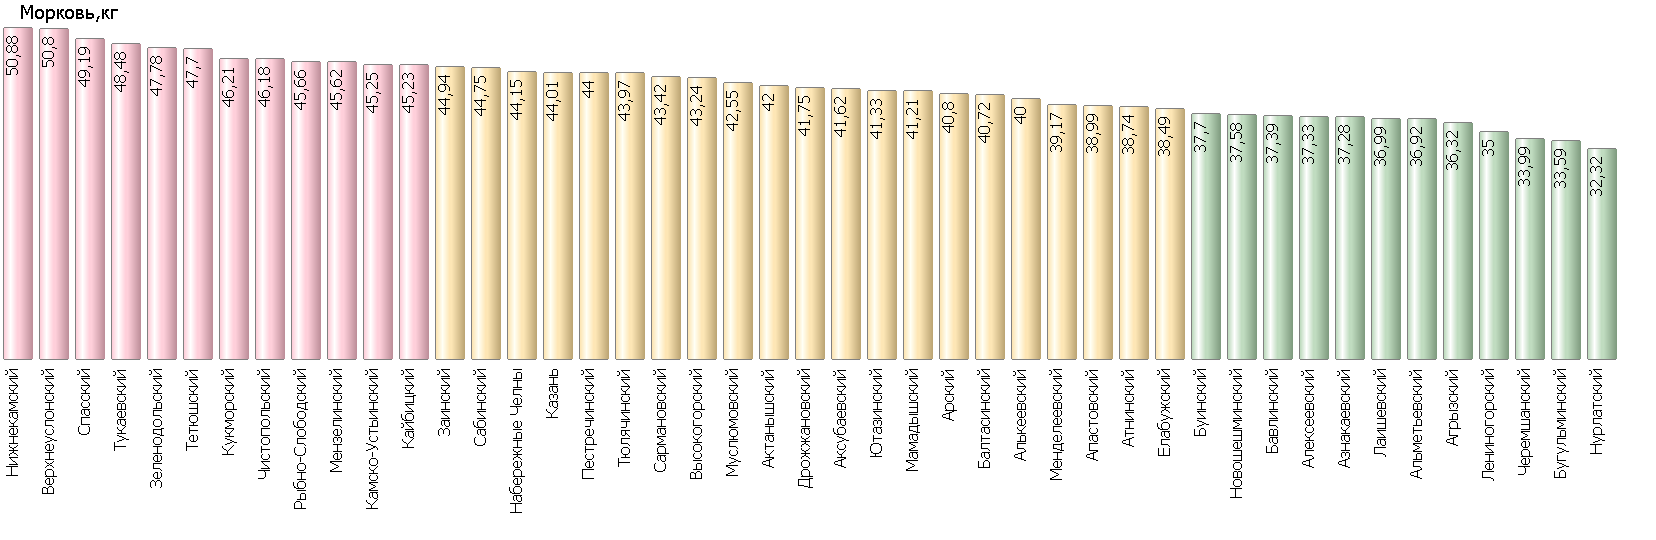 Морковь,кг
50,88
50,8
49,19
48,48
47,78
47,7
46,21
46,18
45,66
45,62
45,25
45,23
44,94
44,75
44,15
44,01
44
43,97
43,42
43,24
42,55
42
41,75
41,62
41,33
41,21
40,8
40,72
40
39,17
38,99
38,74
38,49
37,7
37,58
37,39
37,33
37,28
36,99
36,92
36,32
35
33,99
33,59
32,32
Нижнекамский
Верхнеуслонский
Спасский
Тукаевский
Зеленодольский
Тетюшский
Кукморский
Чистопольский
Рыбно-Слободский
Мензелинский
Камско-Устьинский
Кайбицкий
Заинский
Сабинский
Набережные Челны
Казань
Пестречинский
Тюлячинский
Сармановский
Высокогорский
Муслюмовский
Актанышский
Дрожжановский
Аксубаевский
Ютазинский
Мамадышский
Арский
Балтасинский
Алькеевский
Менделеевский
Апастовский
Атнинский
Елабужский
Буинский
Новошешминский
Бавлинский
Алексеевский
Азнакаевский
Лаишевский
Альметьевский
Агрызский
Лениногорский
Черемшанский
Бугульминский
Нурлатский